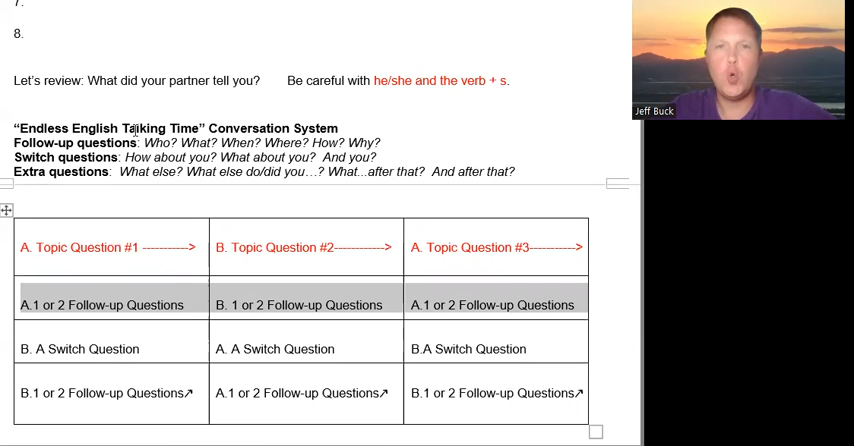 7.
8.
Let's review: What did your partner tell you? Be careful with he/she and the verb + s.
"Endless English Talking Time" Conversation System
Follow-up questions: Who? What? When? Where? How? Why?
Switch questions: How about you? What about you? And you?
Extra questions: What else? What else do/did you…? What...after that? And after that?
A. Topic Question #1 -----------> B. Topic Question #2------------> A. Topic Question #3----------->
A.1 or 2 Follow-up Questions B. 1 or 2 Follow-up Questions A.1 or 2 Follow-up Questions
B. A Switch Question A. A Switch Question B.A Switch Question
B.1 or 2 Follow-up Questions↗ A.1 or 2 Follow-up Questions↗ B.1 or 2 Follow-up Questions↗
Jeff Buck